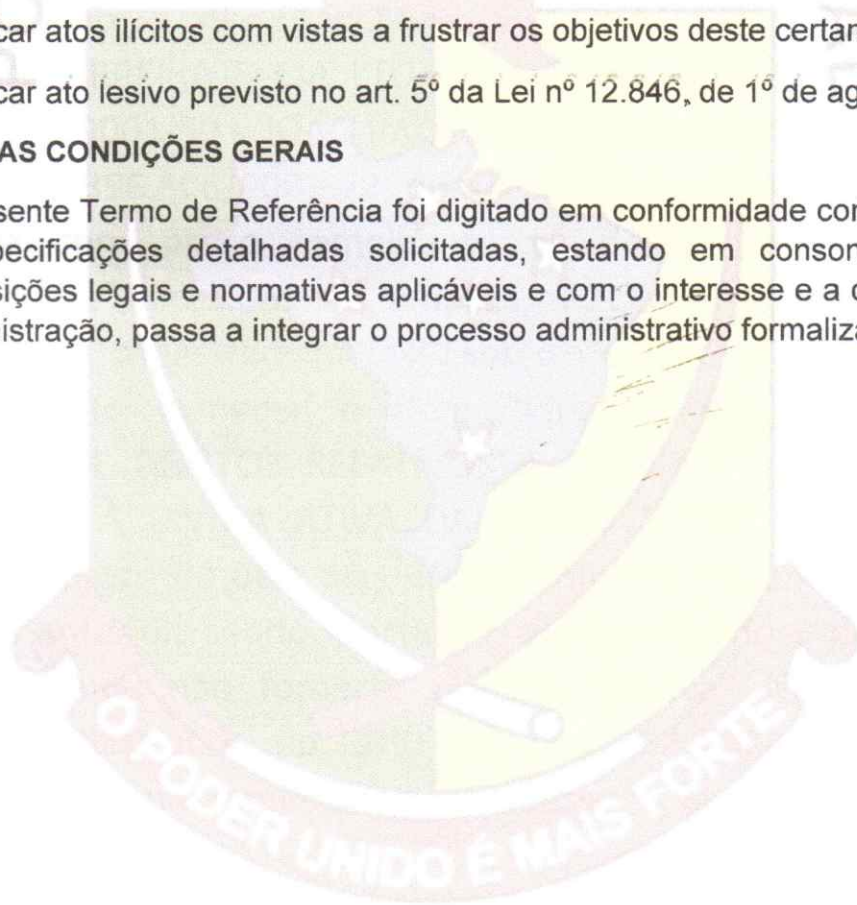 car atos ilícitos com vistas a frustrar os objetivos deste certar
car ato lesivo previsto no art. 5º da Lei nº 12.846, de 1º de ag
AS CONDIÇÕES GERAIS
sente Termo de Referência foi digitado em conformidade cor
pecificações detalhadas solicitadas, estando em conson
sições legais e normativas aplicáveis e com o interesse e a c
istração, passa a integrar o processo administrativo formaliza
O PODER UNIDO É MAIS FORTE